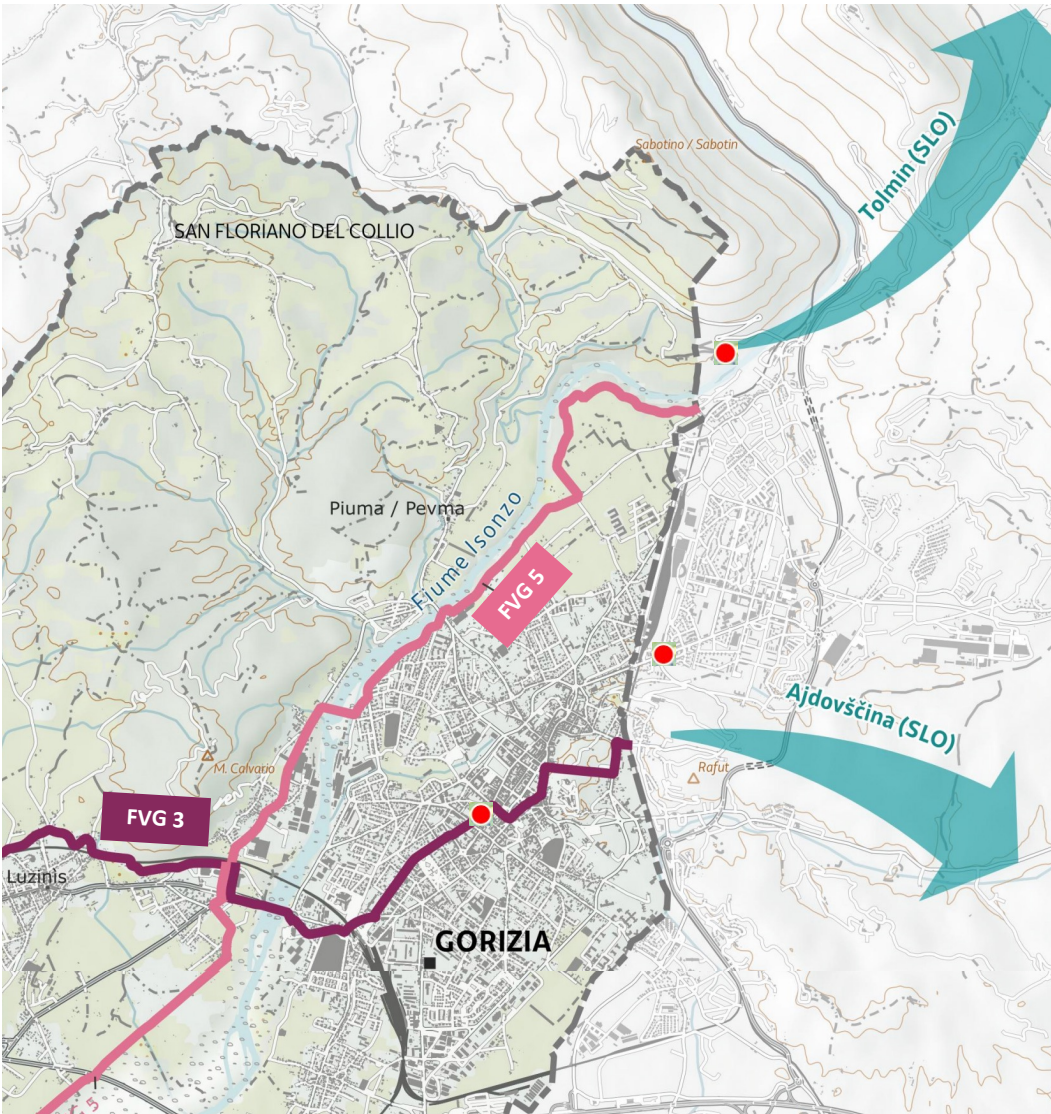 Sabotino / Sabotin
Tolmin (SLO)
SAN FLORIANO DEL COLLIO
Piuma / Pevma
Fiume Isonzo
FVG 5
Ajdovščina (SLO)
M. Calvario
Rafut
FVG 3
Luzinis
GORIZIA
5